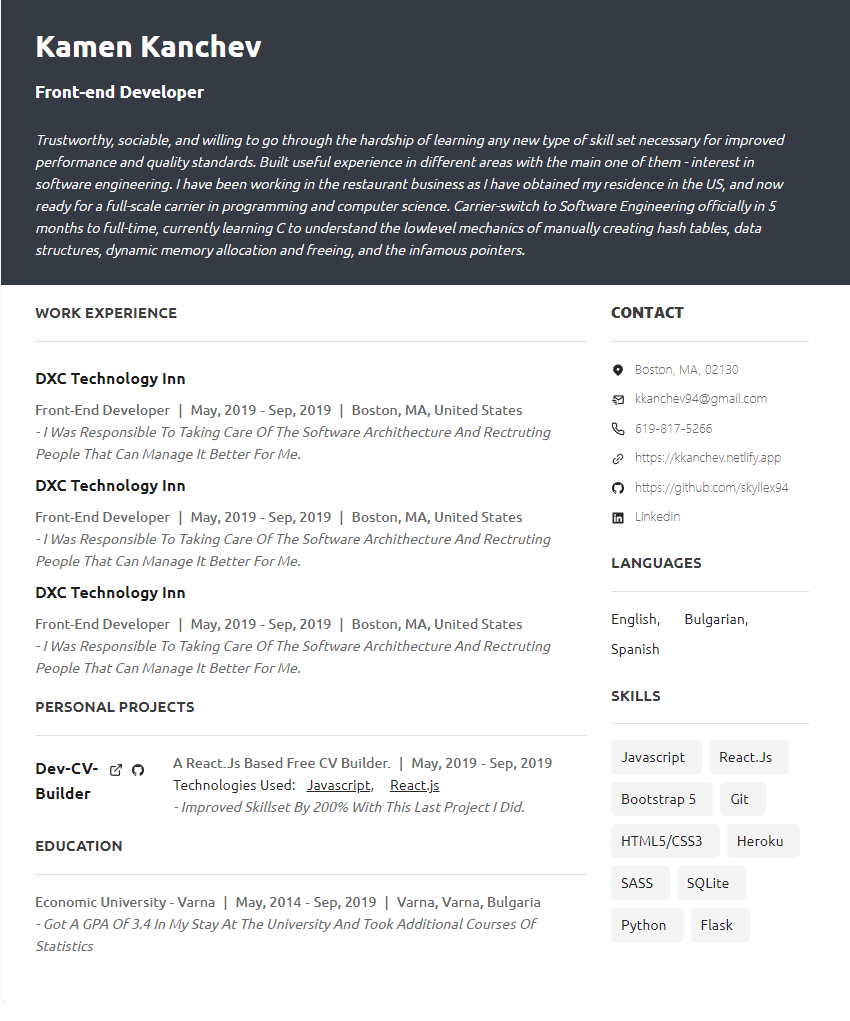 Kamen Kanchev
Front-end Developer
Trustworthy, sociable, and willing to go through the hardship of learning any new type of skill set necessary for improved
performance and quality standards. Built useful experience in different areas with the main one of them - interest in
software engineering. I have been working in the restaurant business as I have obtained my residence in the US, and now
ready for a full-scale carrier in programming and computer science. Carrier-switch to Software Engineering officially in 5
months to full-time, currently learning C to understand the lowlevel mechanics of manually creating hash tables, data
structures, dynamic memory allocation and freeing, and the infamous pointers.
WORK EXPERIENCE
DXC Technology Inn
Front-End Developer | May, 2019 - Sep, 2019 | Boston, MA, United States
- I Was Responsible To Taking Care Of The Software Archithecture And Rectruting
People That Can Manage It Better For Me.
DXC Technology Inn
Front-End Developer | May, 2019 - Sep, 2019 | Boston, MA, United States
- I Was Responsible To Taking Care Of The Software Archithecture And Rectruting
People That Can Manage It Better For Me.
DXC Technology Inn
Front-End Developer | May, 2019 - Sep, 2019 | Boston, MA, United States
- I Was Responsible To Taking Care Of The Software Archithecture And Rectruting
People That Can Manage It Better For Me.
PERSONAL PROJECTS
Dev-CV-
Builder
A React.Js Based Free CV Builder. | May, 2019 - Sep, 2019
Technologies Used: Javascript, React.js
- Improved Skillset By 200% With This Last Project I Did.
EDUCATION
Economic University - Varna | May, 2014 - Sep, 2019 | Varna, Varna, Bulgaria
- Got A GPA Of 3.4 In My Stay At The University And Took Additional Courses Of
Statistics
CONTACT
Boston, MA, 02130
kkanchev94@gmail.com
619-817-5266
https://kkanchev.netlify.app
https://github.com/skyllex94
LinkedIn
LANGUAGES
English, Bulgarian,
Spanish
SKILLS
Javascript React.Js
Bootstrap 5 Git
HTML5/CSS3 Heroku
SASS SQLite
Python Flask